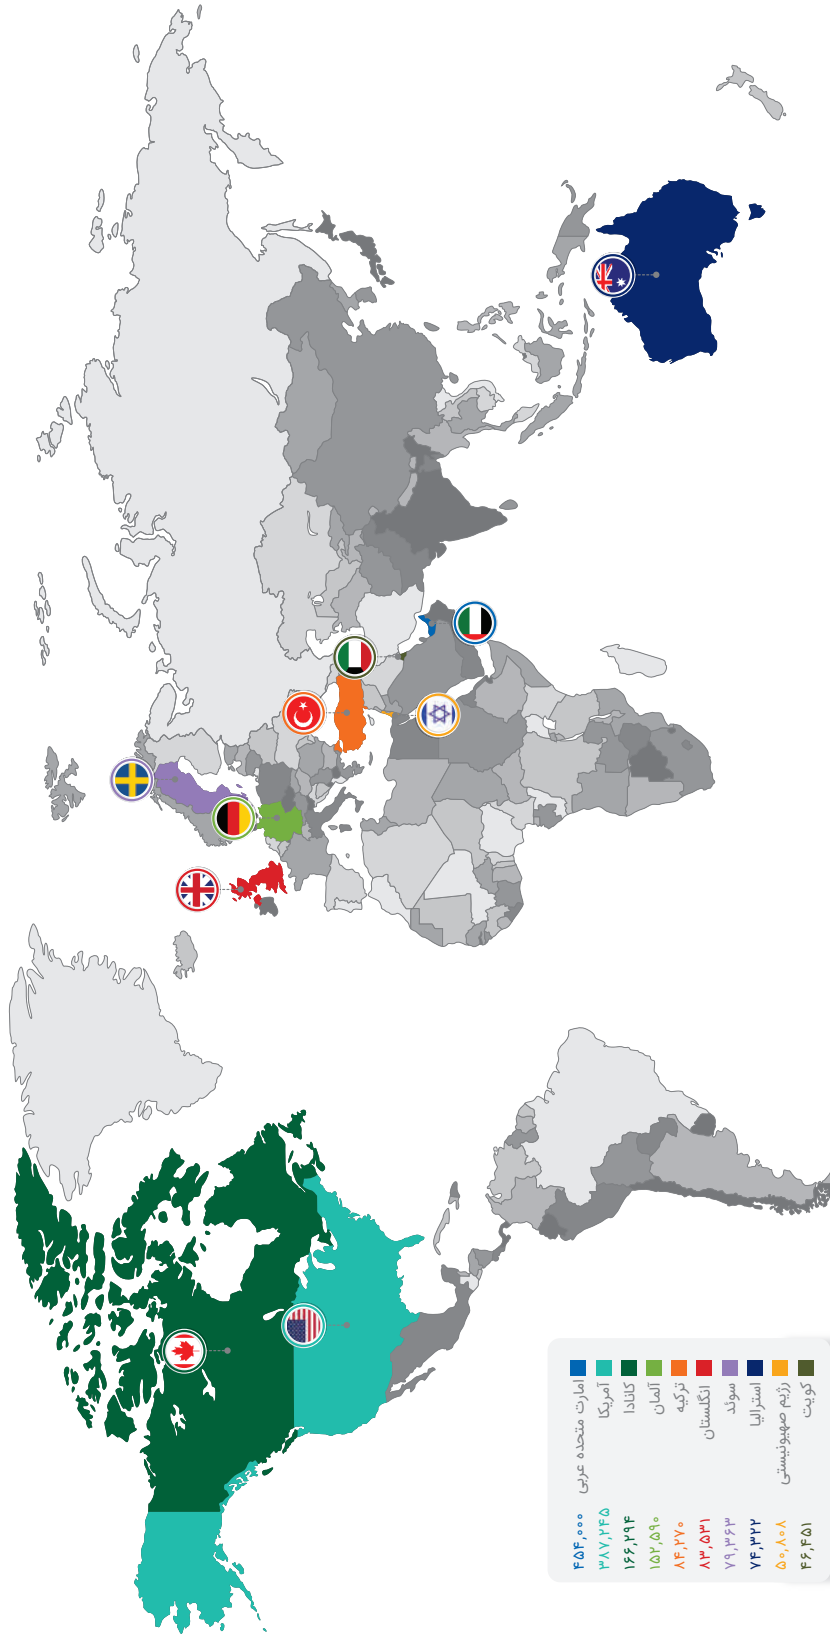 امارت متحده عربی ۴۵۴,۰۰۰
آمریکا ۳۸۷,۲۴۵
کانادا ۱۶۶,۲۹۴
آلمان ۱۵۲,۵۹۰
ترکیه ۸۴,۲۷۰
انگلستان ۸۳,۵۳۱
سوئد ۷۹,۳۶۳
استرالیا ۷۴,۳۲۲
رژیم صهیونیستی ۵۰,۸۰۸
کویت ۴۶,۴۵۱